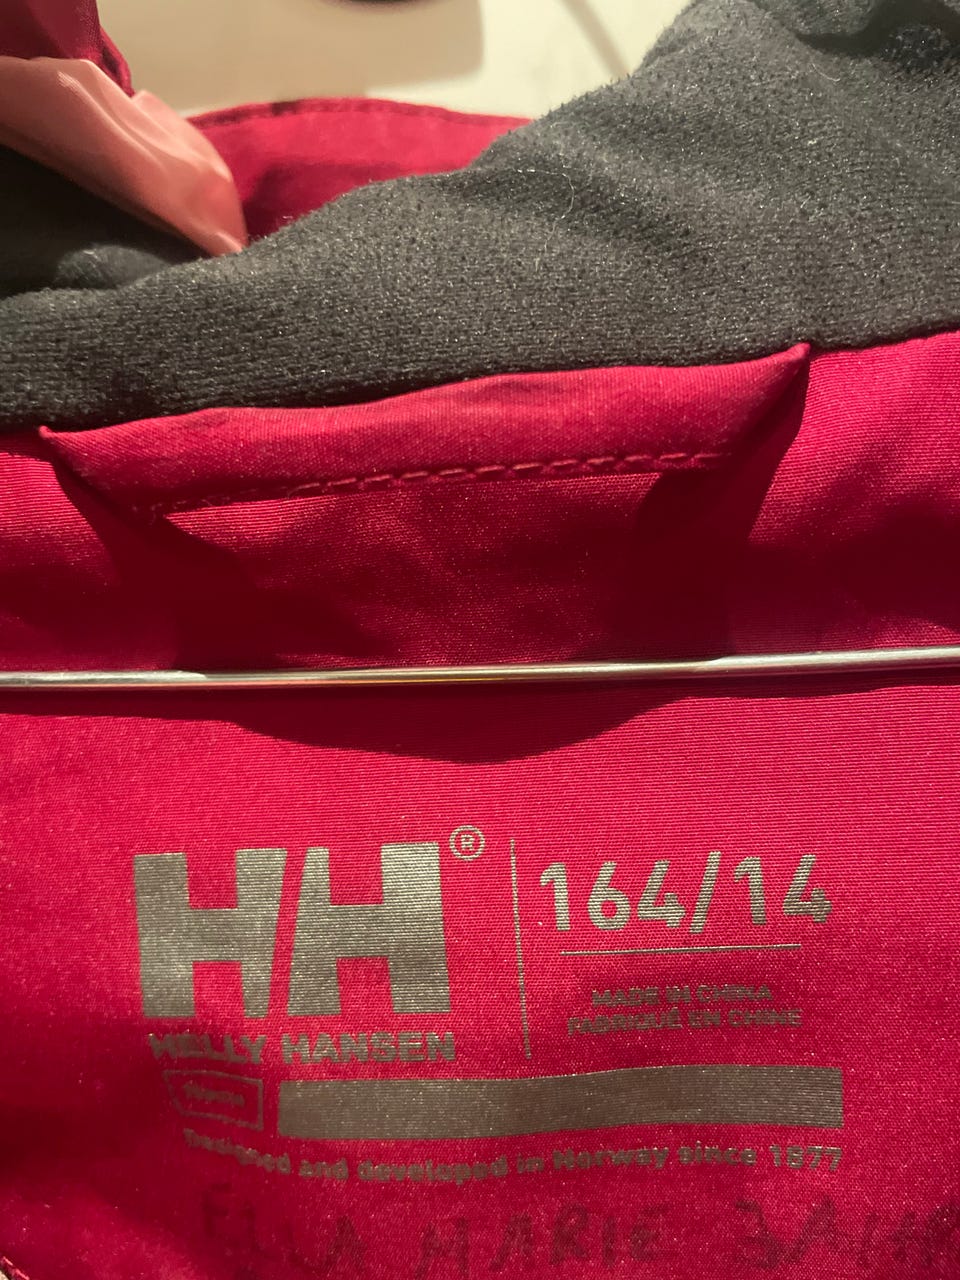 HH®
HELLY HANSEN
164/14
MADE IN CHINA
FABRIQUÉ EN CHINE
Designed and developed in Norway since 1877
ELLA MARIE